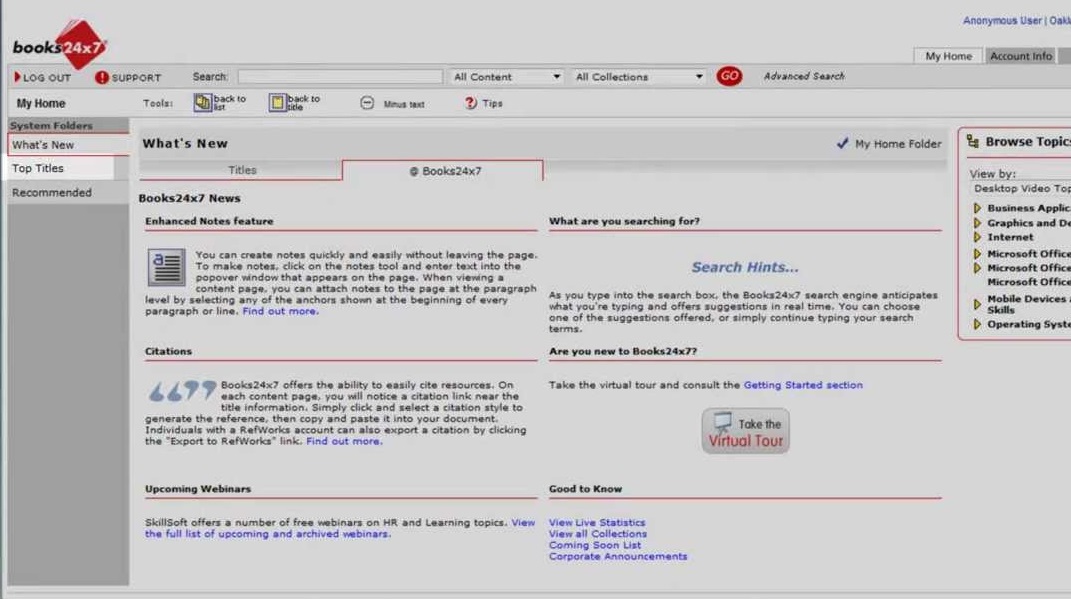 Anonymous User | Oakl
books24x7
My Home
Account Info
LOG OUT
SUPPORT
Search:
All Content
All Collections
GO
Advanced Search
My Home
Tools:
back to
list
back to
title
Minus text
Tips
System Folders
What's New
Top Titles
Recommended
What's New
My Home Folder
Titles
@ Books24x7
Books24x7 News
Enhanced Notes feature
You can create notes quickly and easily without leaving the page.
To make notes, click on the notes tool and enter text into the
popover window that appears on the page. When viewing a
content page, you can attach notes to the page at the paragraph
level by selecting any of the anchors shown at the beginning of every
paragraph or line. Find out more.
What are you searching for?
Search Hints...
As you type into the search box, the Books24x7 search engine anticipates
what you're typing and offers suggestions in real time. You can choose
one of the suggestions offered, or simply continue typing your search
terms.
Citations
Books24x7 offers the ability to easily cite resources. On
each content page, you will notice a citation link near the
title information. Simply click and select a citation style to
generate the reference, then copy and paste it into your document.
Individuals with a RefWorks account can also export a citation by clicking
the "Export to RefWorks" link. Find out more.
Are you new to Books24x7?
Take the virtual tour and consult the Getting Started section
Take the
Virtual Tour
Upcoming Webinars
SkillSoft offers a number of free webinars on HR and Learning topics. View
the full list of upcoming and archived webinars.
Good to Know
View Live Statistics
View all Collections
Coming Soon List
Corporate Announcements
Browse Topics
View by:
Desktop Video Top
Business Applic
Graphics and De
Internet
Microsoft Office
Microsoft Office
Microsoft Office
Mobile Devices a
Skills
Operating Syste